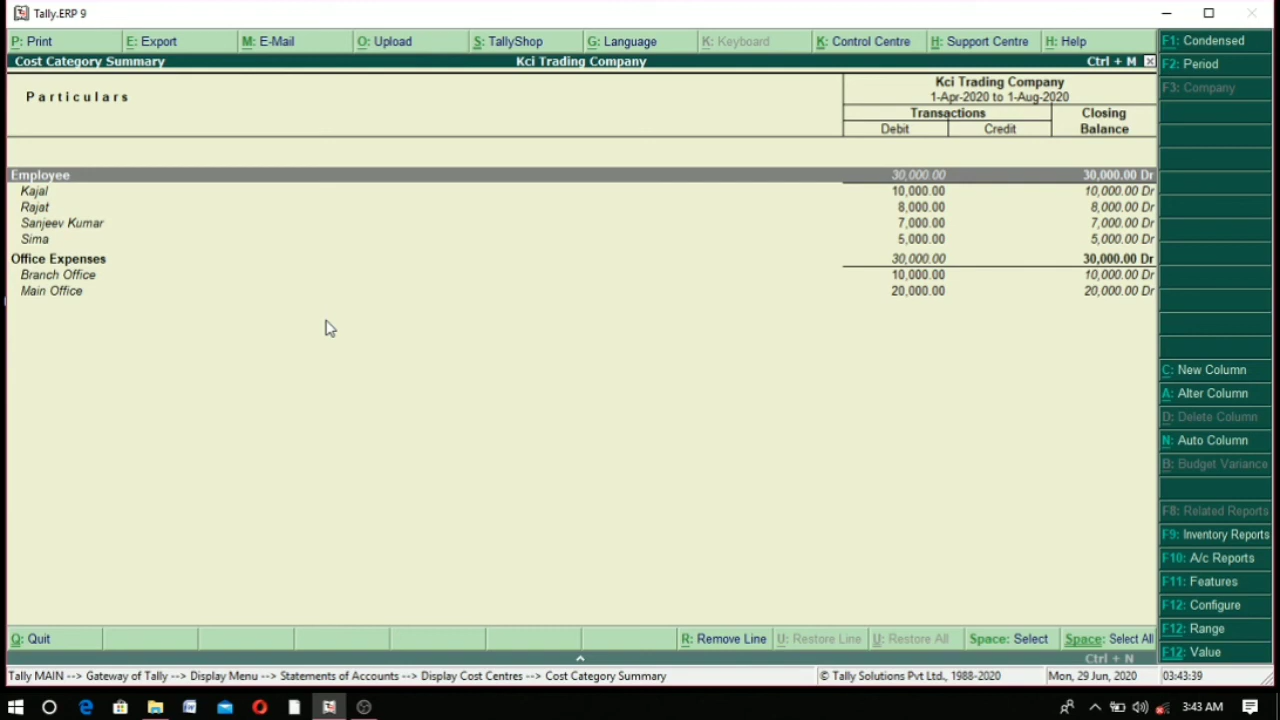 Tally.ERP 9
P: Print E: Export M: E-Mail O: Upload S: TallyShop G: Language K: Keyboard K: Control Centre H: Support Centre H: Help
Cost Category Summary Kci Trading Company Ctrl + M
Particulars
Kci Trading Company
1-Apr-2020 to 1-Aug-2020
Transactions Closing
Debit Credit Balance
Employee 30,000.00 30,000.00 Dr
Kajal 10,000.00 10,000.00 Dr
Rajat 8,000.00 8,000.00 Dr
Sanjeev Kumar 7,000.00 7,000.00 Dr
Sima 5,000.00 5,000.00 Dr
Office Expenses 30,000.00 30,000.00 Dr
Branch Office 10,000.00 10,000.00 Dr
Main Office 20,000.00 20,000.00 Dr
F1: Condensed
F2: Period
F3: Company
C: New Column
A: Alter Column
D: Delete Column
N: Auto Column
B: Budget Variance
F8: Related Reports
F9: Inventory Reports
F10: A/c Reports
F11: Features
F12: Configure
F12: Range
F12: Value
Q: Quit R: Remove Line U: Restore Line U: Restore All Space: Select Space: Select All
Ctrl + N
Tally MAIN --> Gateway of Tally --> Display Menu --> Statements of Accounts --> Display Cost Centres --> Cost Category Summary © Tally Solutions Pvt Ltd., 1988-2020 Mon, 29 Jun, 2020 03:43:39
3:43 AM